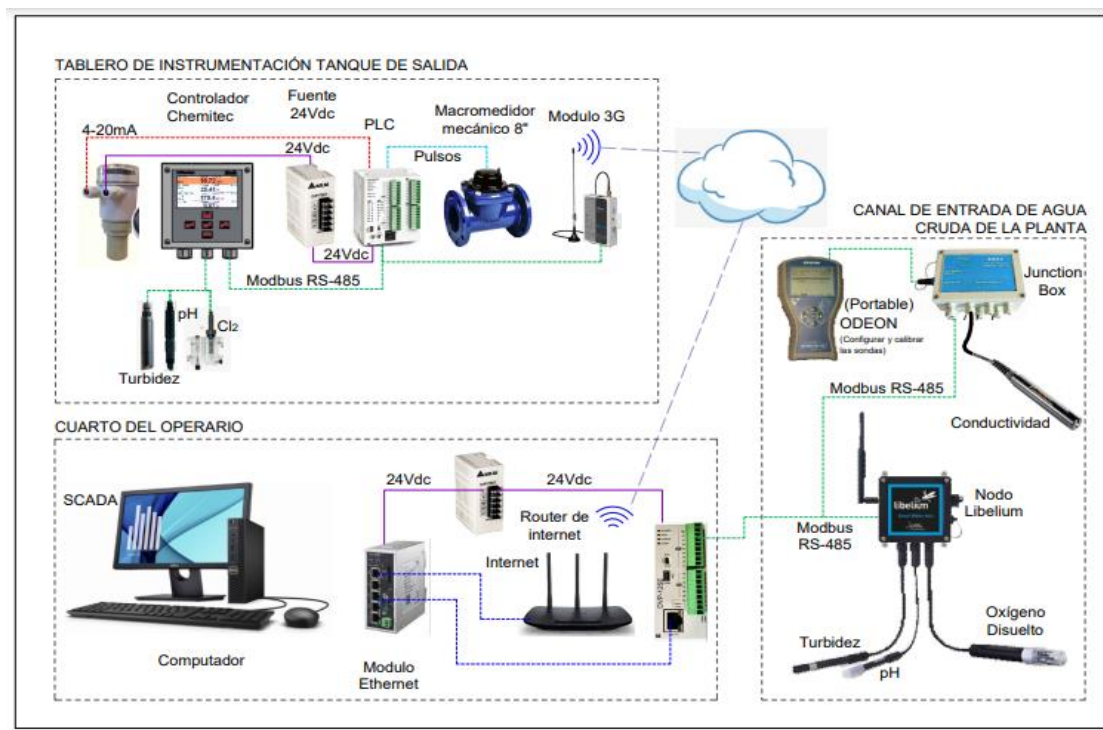 TABLERO DE INSTRUMENTACIÓN TANQUE DE SALIDA
Controlador
Chemitec
Fuente
24Vdc
PLC
Macromedidor
mecánico 8"
Modulo 3G
4-20mA
24Vdc
Pulsos
24Vdc
Modbus RS-485
pH
Cl2
Turbidez
CANAL DE ENTRADA DE AGUA
CRUDA DE LA PLANTA
Junction
Box
(Portable)
ODEON
(Configurar y calibrar
las sondas)
Modbus RS-485
Conductividad
Nodo
Libelium
libelium
Modbus
RS-485
Oxígeno
Disuelto
Turbidez
pH
CUARTO DEL OPERARIO
SCADA
24Vdc
24Vdc
Router de
internet
Internet
Computador
Modulo
Ethernet